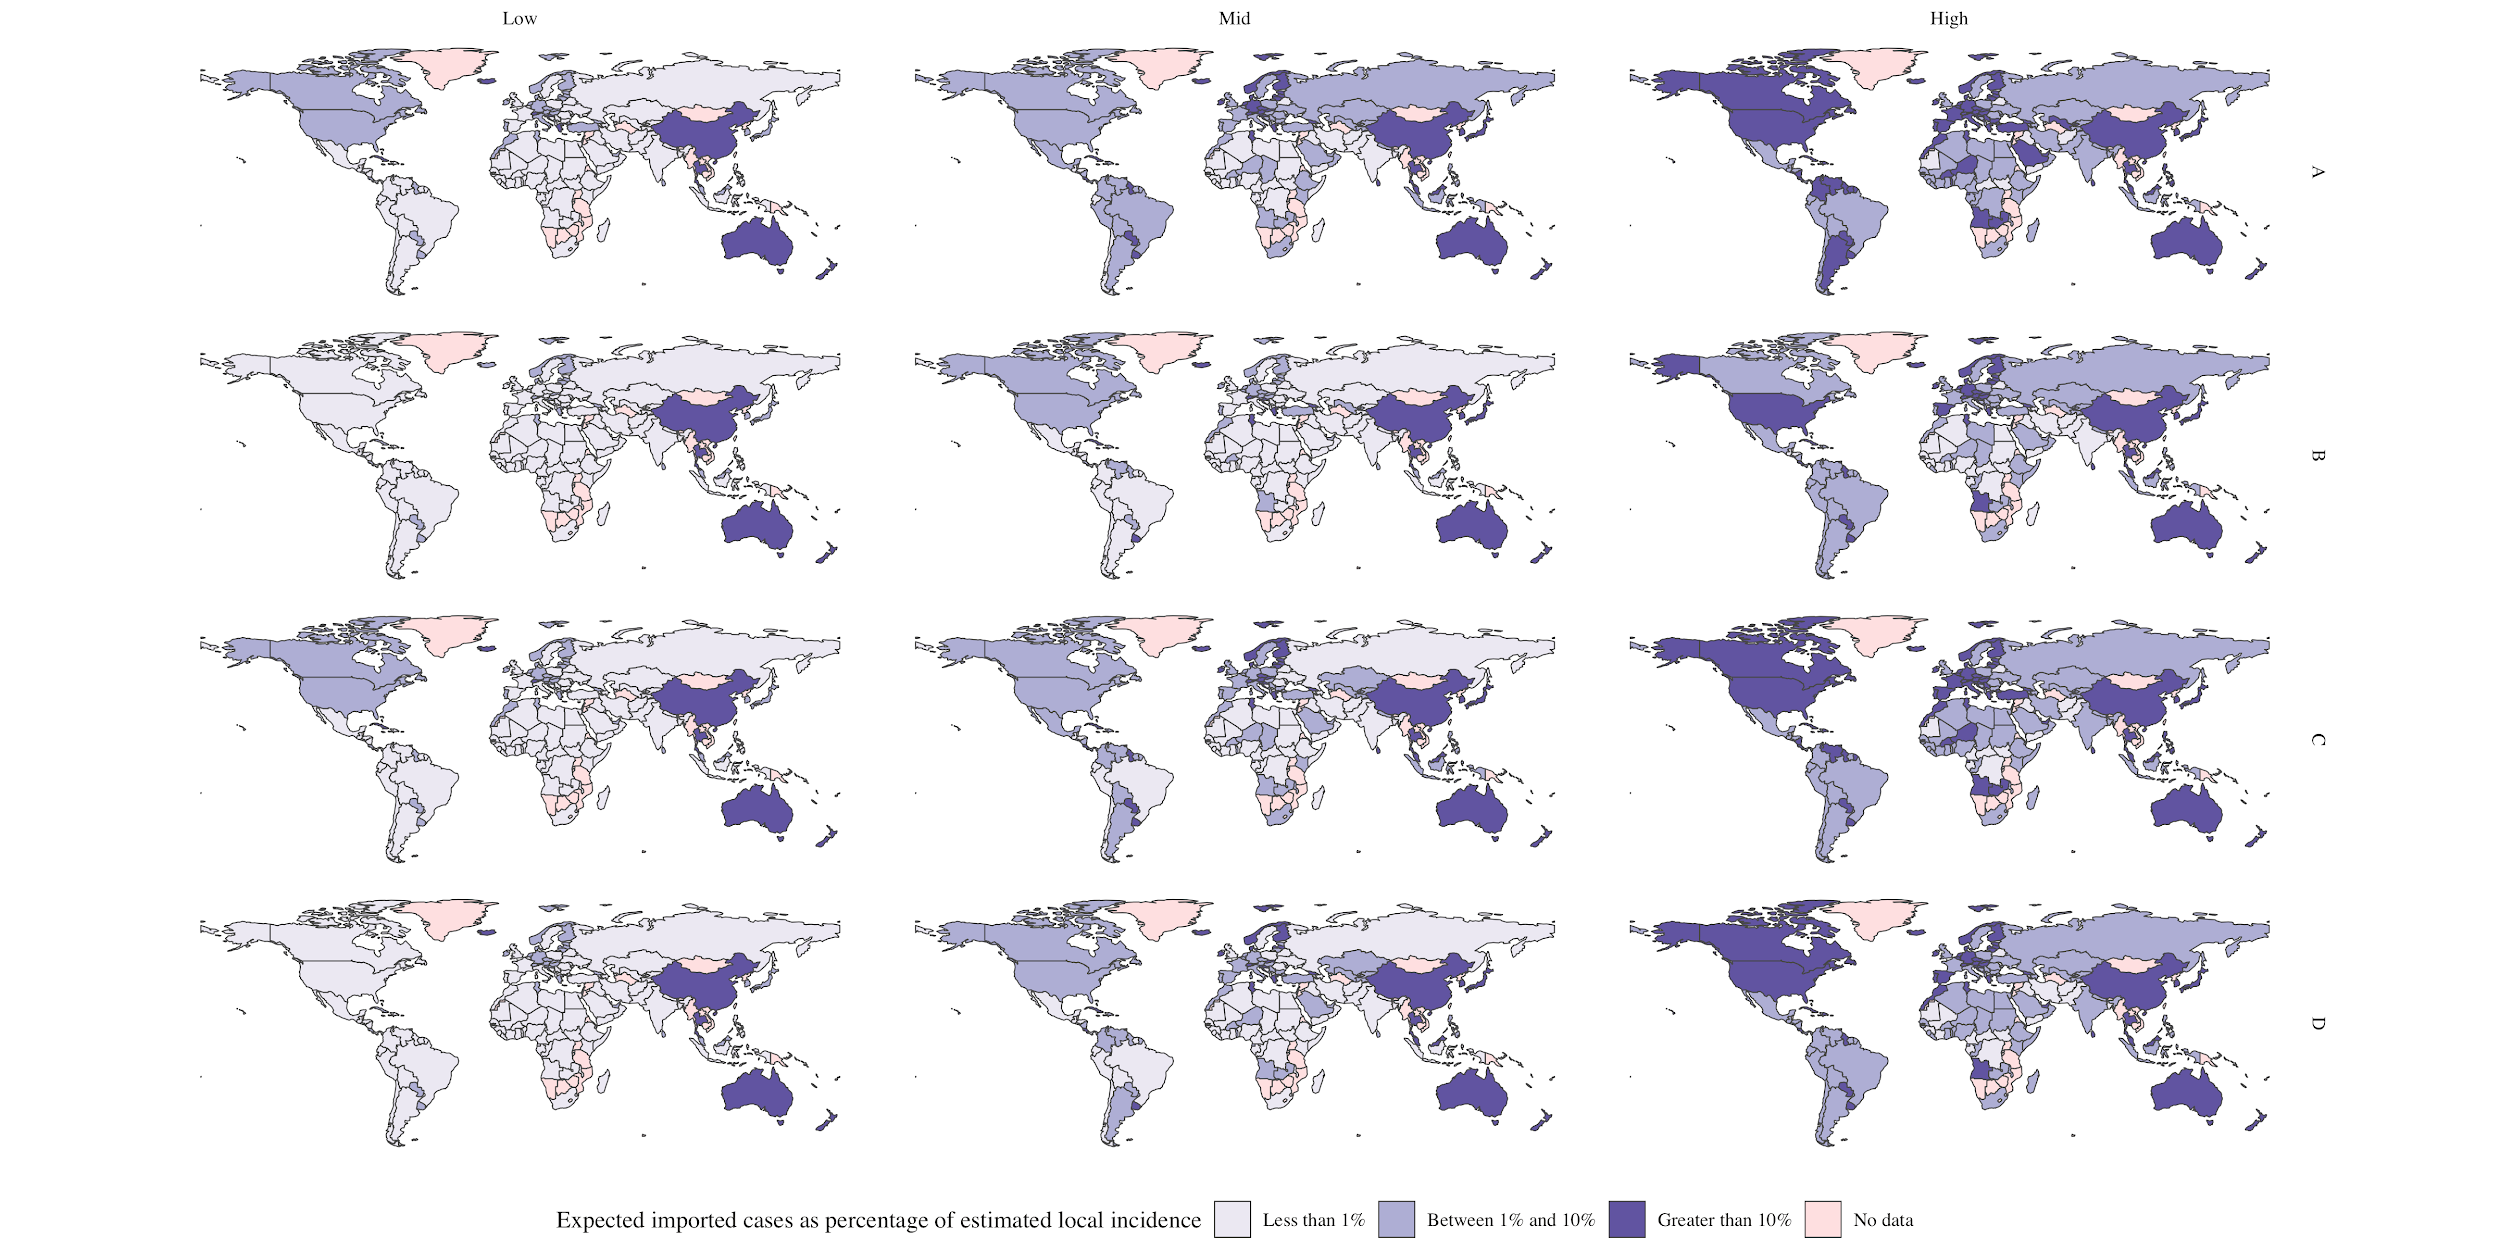 Low Mid High
A
B
C
D
Expected imported cases as percentage of estimated local incidence Less than 1% Between 1% and 10% Greater than 10% No data